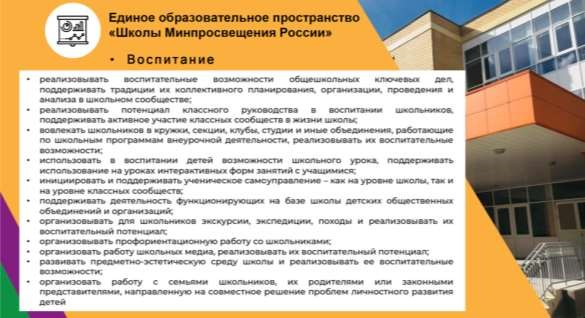 Единое образовательное пространство
«Школы Минпросвещения России»
• Воспитание
• реализовывать воспитательные возможности общешкольных ключевых дел,
поддерживать традиции их коллективного планирования, организации, проведения и
анализа в школьном сообществе;
• реализовывать потенциал классного руководства в воспитании школьников,
поддерживать активное участие классных сообществ в жизни школы;
• вовлекать школьников в кружки, секции, клубы, студии и иные объединения, работающие
по школьным программам внеурочной деятельности, реализовывать их воспитательные
возможности;
• использовать в воспитании детей возможности школьного урока, поддерживать
использование на уроках интерактивных форм занятий с учащимися;
• инициировать и поддерживать ученическое самоуправление – как на уровне школы, так и
на уровне классных сообществ;
• поддерживать деятельность функционирующих на базе школы детских общественных
объединений и организаций;
• организовывать для школьников экскурсии, экспедиции, походы и реализовывать их
воспитательный потенциал;
• организовывать профориентационную работу со школьниками;
• организовать работу школьных медиа, реализовывать их воспитательный потенциал;
• развивать предметно-эстетическую среду школы и реализовывать ее воспитательные
возможности;
• организовать работу с семьями школьников, их родителями или законными
представителями, направленную на совместное решение проблем личностного развития
детей